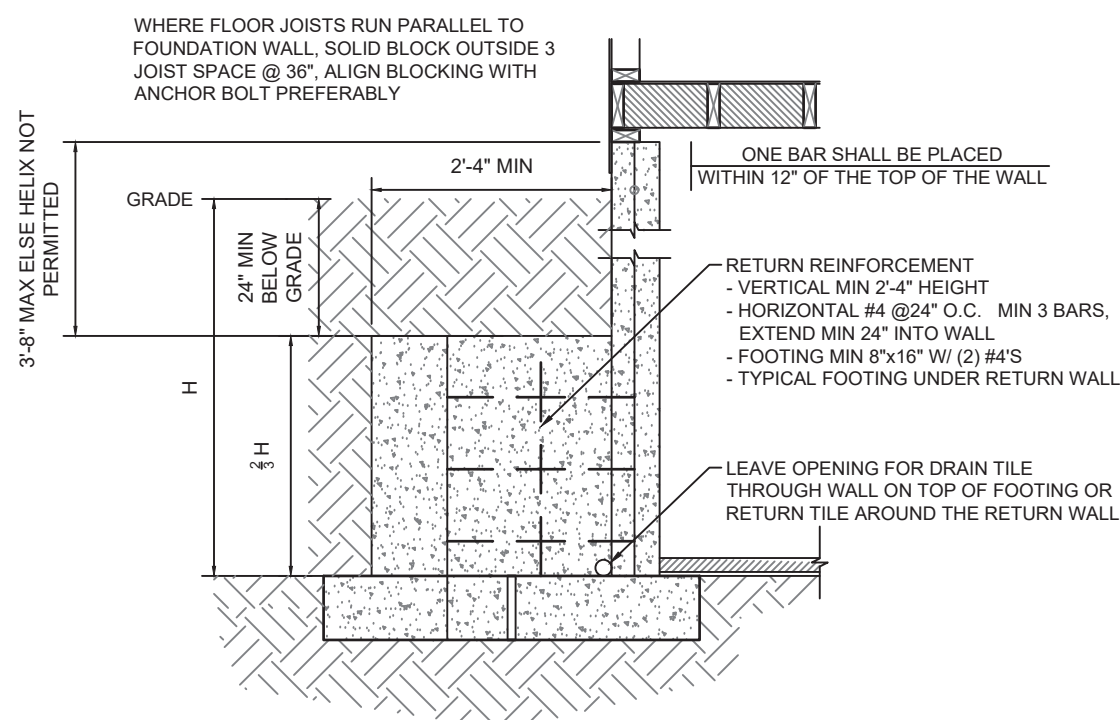 WHERE FLOOR JOISTS RUN PARALLEL TO
FOUNDATION WALL, SOLID BLOCK OUTSIDE 3
JOIST SPACE @ 36", ALIGN BLOCKING WITH
ANCHOR BOLT PREFERABLY
3'-8" MAX ELSE HELIX NOT
PERMITTED
GRADE
2'-4" MIN
24" MIN
BELOW
GRADE
H
⅔ H
ONE BAR SHALL BE PLACED
WITHIN 12" OF THE TOP OF THE WALL
RETURN REINFORCEMENT
- VERTICAL MIN 2'-4" HEIGHT
- HORIZONTAL #4 @24" O.C. MIN 3 BARS,
EXTEND MIN 24" INTO WALL
- FOOTING MIN 8"x16" W/ (2) #4'S
- TYPICAL FOOTING UNDER RETURN WALL
LEAVE OPENING FOR DRAIN TILE
THROUGH WALL ON TOP OF FOOTING OR
RETURN TILE AROUND THE RETURN WALL